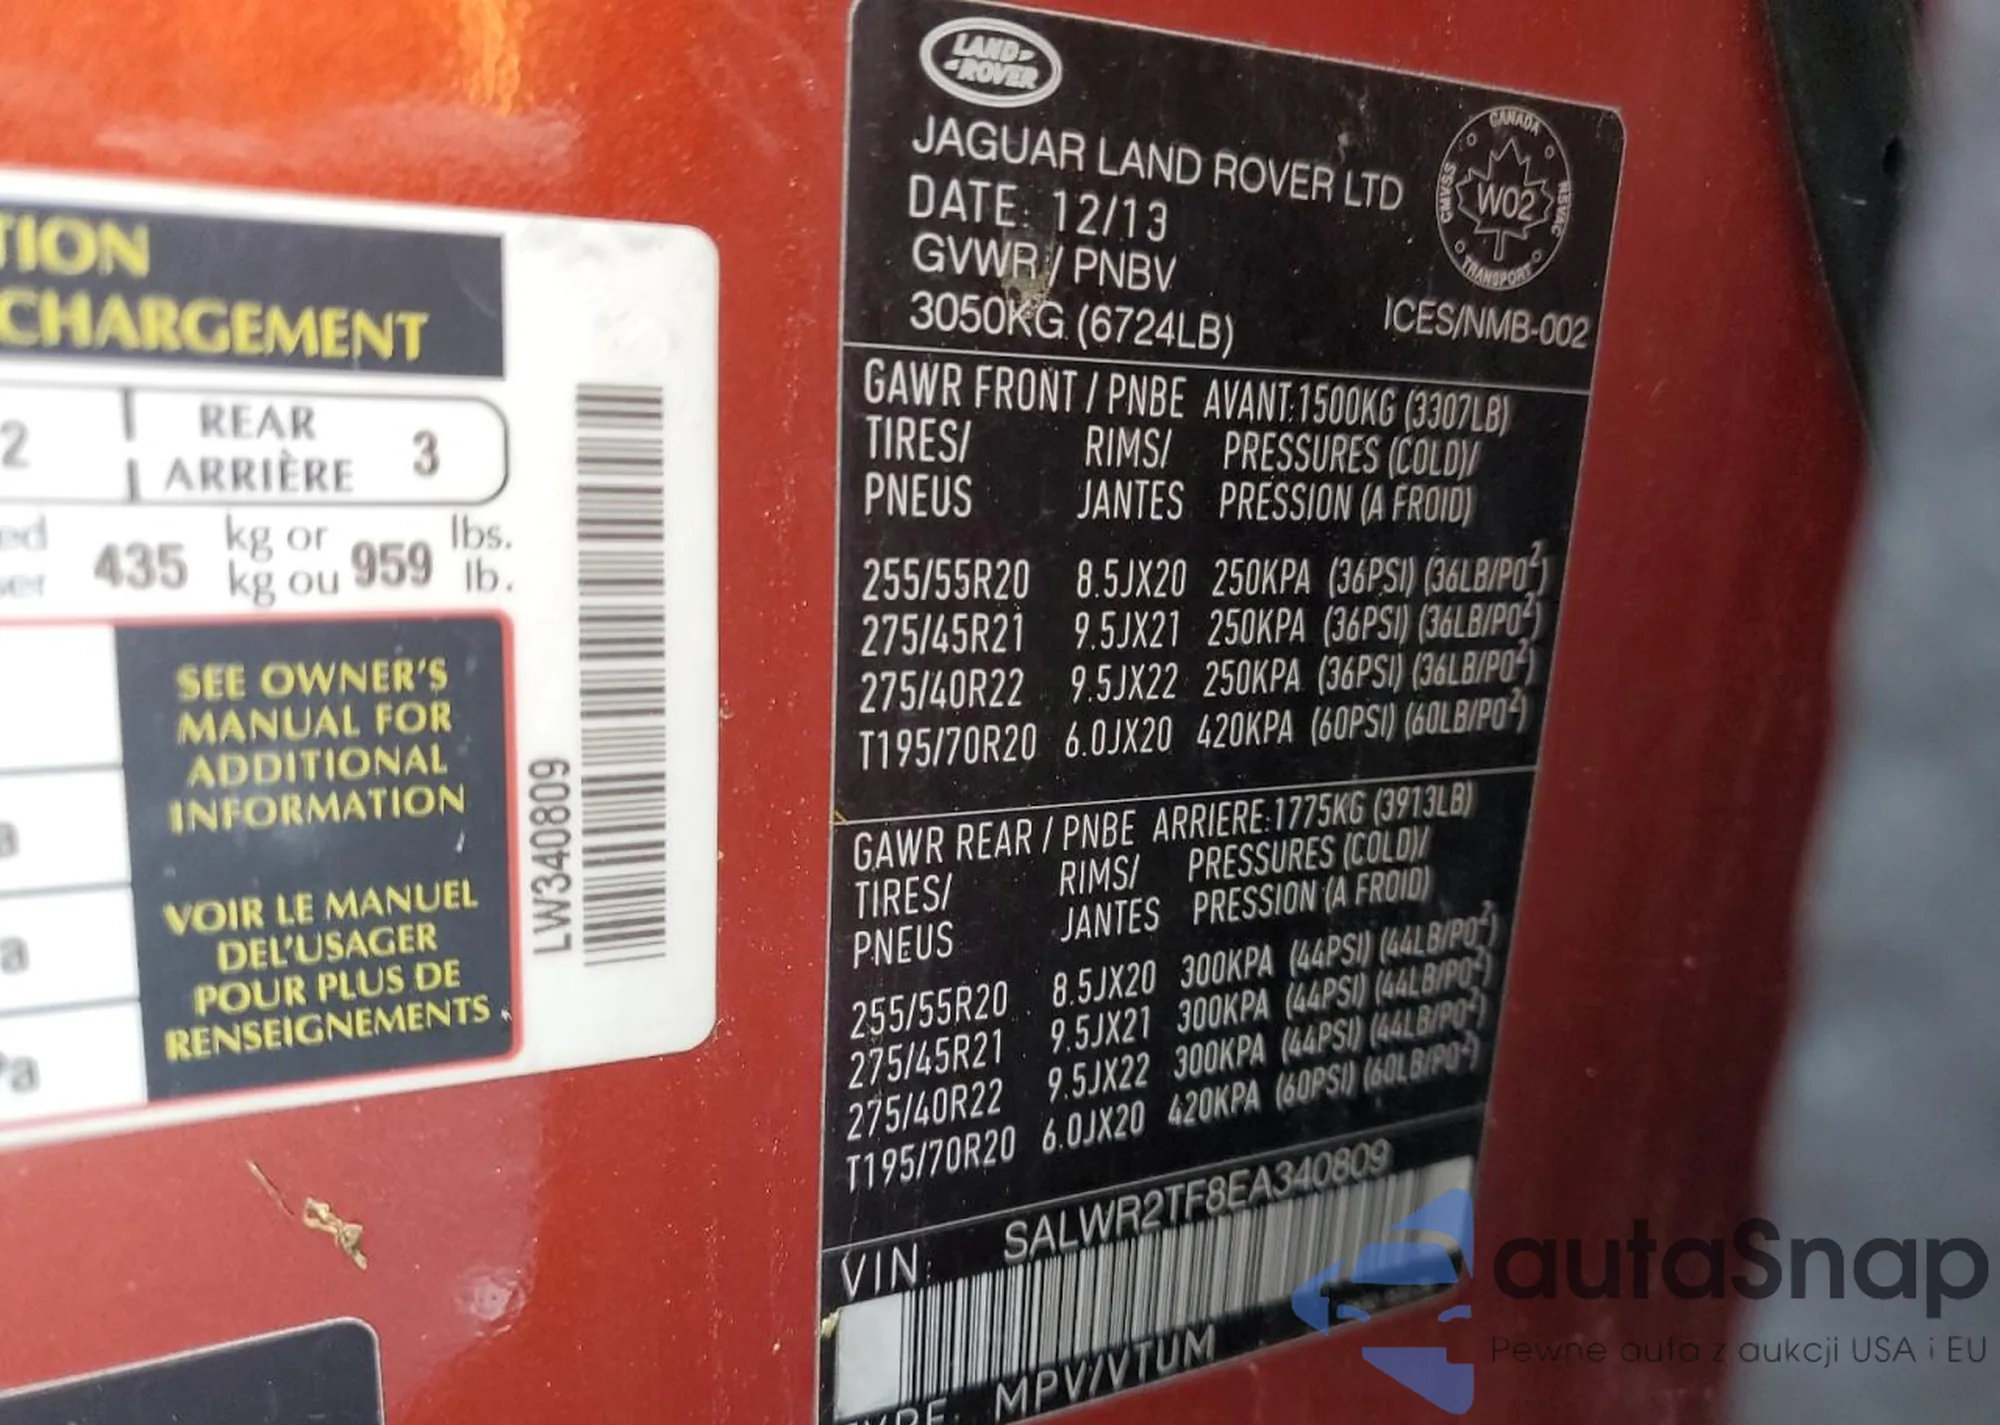 TION
CHARGEMENT
2
REAR
ARRIÈRE
3
435 kg or 959 lbs.
kg ou lb.
SEE OWNER'S
MANUAL FOR
ADDITIONAL
INFORMATION
VOIR LE MANUEL
DEL'USAGER
POUR PLUS DE
RENSEIGNEMENTS
LW340809
LAND
ROVER
JAGUAR LAND ROVER LTD
DATE: 12/13
GVWR / PNBV
3050KG (6724LB)
CANADA
CMVSS
W02
NSVAC
TRANSPORT
ICES/NMB-002
GAWR FRONT / PNBE AVANT:1500KG (3307LB)
TIRES/ RIMS/ PRESSURES (COLD)/
PNEUS JANTES PRESSION (A FROID)
255/55R20 8.5JX20 250KPA (36PSI) (36LB/PO²)
275/45R21 9.5JX21 250KPA (36PSI) (36LB/PO²)
275/40R22 9.5JX22 250KPA (36PSI) (36LB/PO²)
T195/70R20 6.0JX20 420KPA (60PSI) (60LB/PO²)
GAWR REAR / PNBE ARRIERE:1775KG (3913LB)
TIRES/ RIMS/ PRESSURES (COLD)/
PNEUS JANTES PRESSION (A FROID)
255/55R20 8.5JX20 300KPA (44PSI) (44LB/PO²)
275/45R21 9.5JX21 300KPA (44PSI) (44LB/PO²)
275/40R22 9.5JX22 300KPA (44PSI) (44LB/PO²)
T195/70R20 6.0JX20 420KPA (60PSI) (60LB/PO²)
VIN: SALWR2TF8EA340809
TYPE: MPV/VTUM
autaSnap
Pewne auta z aukcji USA i EU